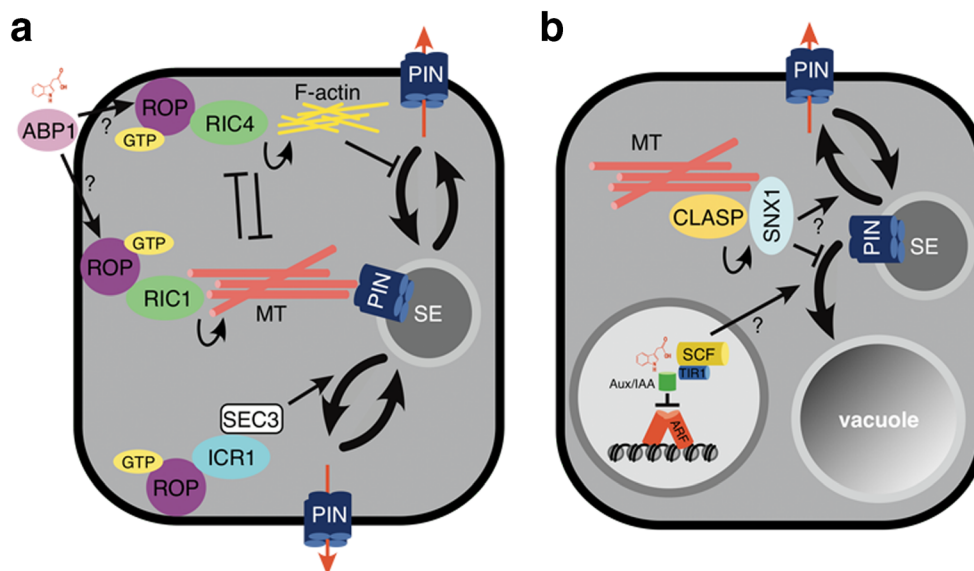 a
ABP1
?
?
ROP
GTP
RIC4
F-actin
PIN
ROP
GTP
RIC1
MT
PIN
SE
SEC3
ICR1
GTP
ROP
PIN
b
PIN
MT
CLASP
SNX1
?
PIN
SE
?
OH
O
N
H
SCF
TIR1
Aux/IAA
ARF
vacuole